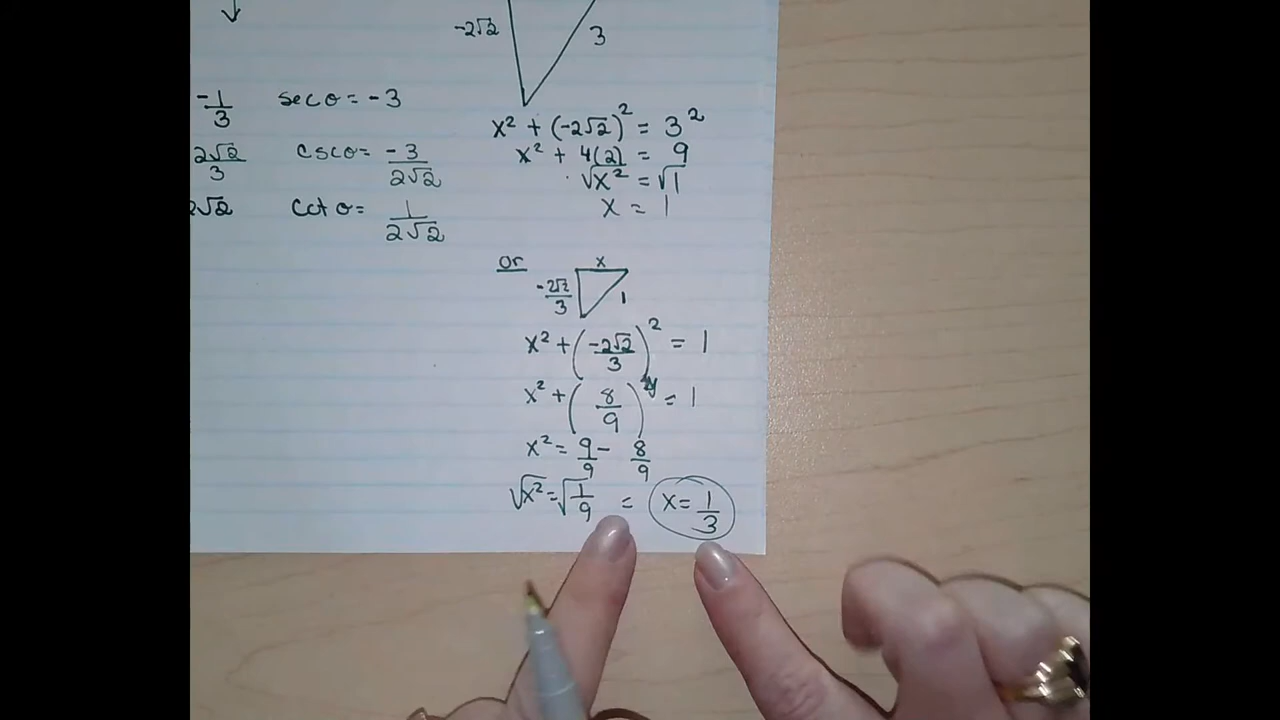 -2√2
3
-1/3 sec θ = -3
x² + (-2√2)² = 3²
2√2/3 csc θ = -3/2√2
x² + 4(2) = 9
√x² = √1
2√2 cot θ = 1/2√2
x = 1
or
x
-2√2/3
1
x² + (-2√2/3)² = 1
x² + (8/9) = 1
x² = 9/9 - 8/9
√x² = √1/9 = x = 1/3